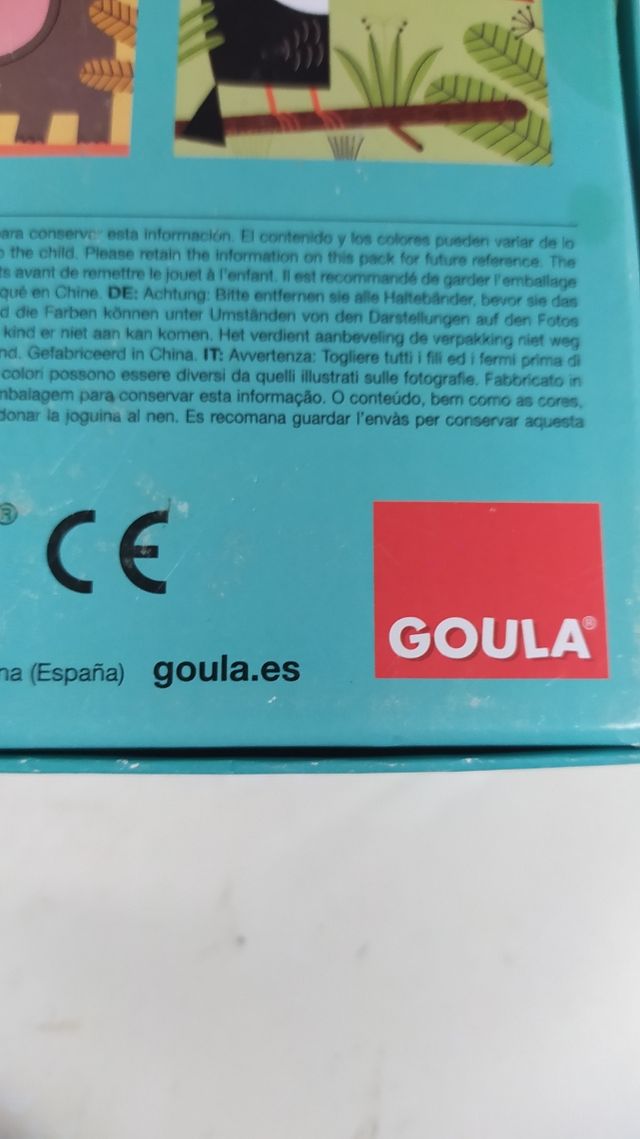 para conservar esta información. El contenido y los colores pueden variar de lo
o the child. Please retain the information on this pack for future reference. The
ts avant de remettre le jouet à l'enfant. Il est recommandé de garder l'emballage
qué en Chine. DE: Achtung: Bitte entfernen sie alle Haltebänder, bevor sie das
d die Farben können unter Umständen von den Darstellungen auf den Fotos
kind er niet aan kan komen. Het verdient aanbeveling de verpakking niet weg
nd. Gefabriceerd in China. IT: Avvertenza: Togliere tutti i fili ed i fermi prima di
colori possono essere diversi da quelli illustrati sulle fotografie. Fabbricato in
mbalagem para conservar esta informação. O conteúdo, bem como as cores,
donar la joguina al nen. Es recomana guardar l'envàs per conservar aquesta
® CE
GOULA®
na (España) goula.es